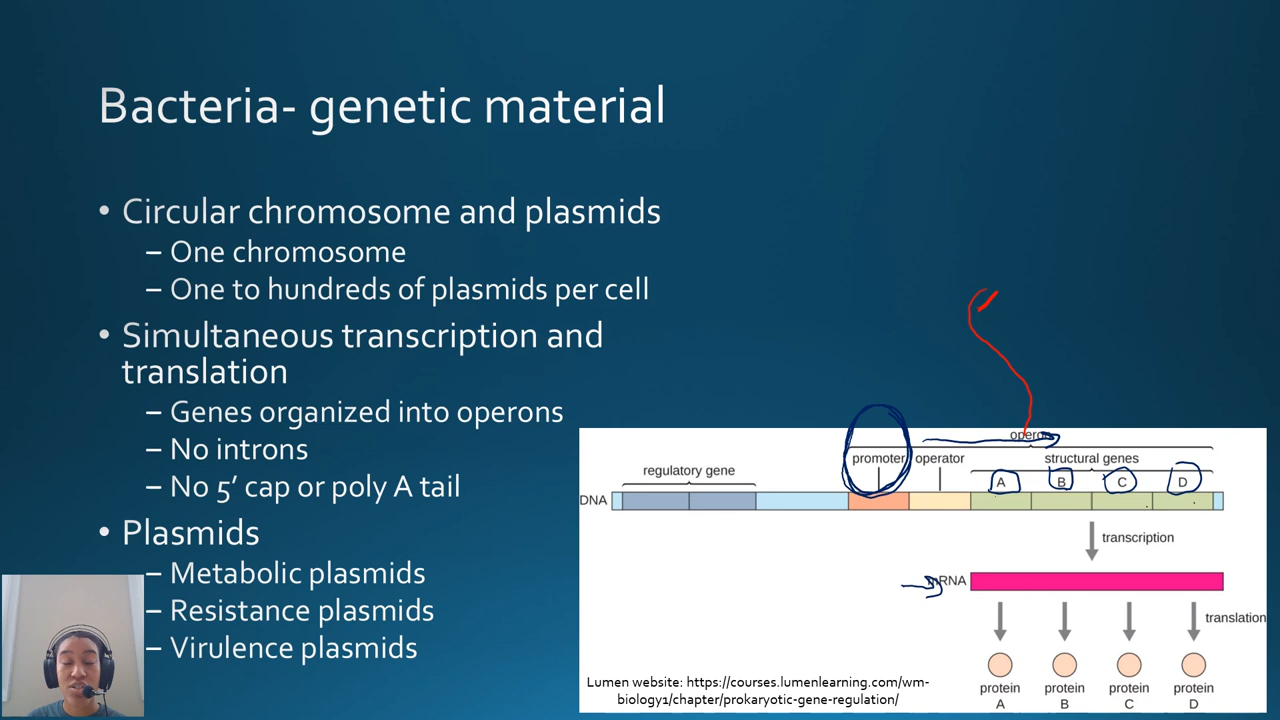 Bacteria- genetic material
• Circular chromosome and plasmids
– One chromosome
– One to hundreds of plasmids per cell
• Simultaneous transcription and
translation
– Genes organized into operons
– No introns
– No 5’ cap or poly A tail
• Plasmids
– Metabolic plasmids
– Resistance plasmids
– Virulence plasmids
operon
promoter operator structural genes
regulatory gene
A B C D
DNA
transcription
mRNA
translation
protein protein protein protein
A B C D
Lumen website: https://courses.lumenlearning.com/wm-
biology1/chapter/prokaryotic-gene-regulation/